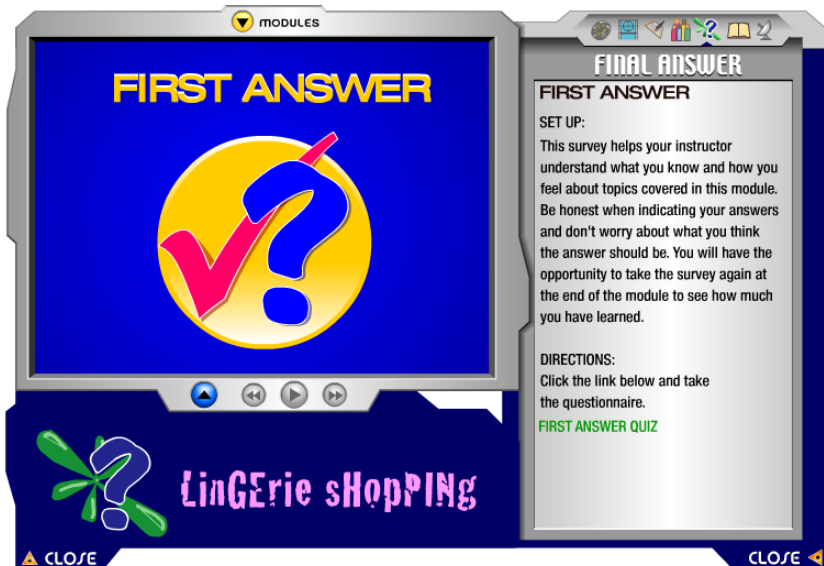 MODULES
FIRST ANSWER
LinGErie sHopPINg
CLOSE
FINAL ANSWER
FIRST ANSWER
SET UP:
This survey helps your instructor
understand what you know and how you
feel about topics covered in this module.
Be honest when indicating your answers
and don't worry about what you think
the answer should be. You will have the
opportunity to take the survey again at
the end of the module to see how much
you have learned.
DIRECTIONS:
Click the link below and take
the questionnaire.
FIRST ANSWER QUIZ
CLOSE